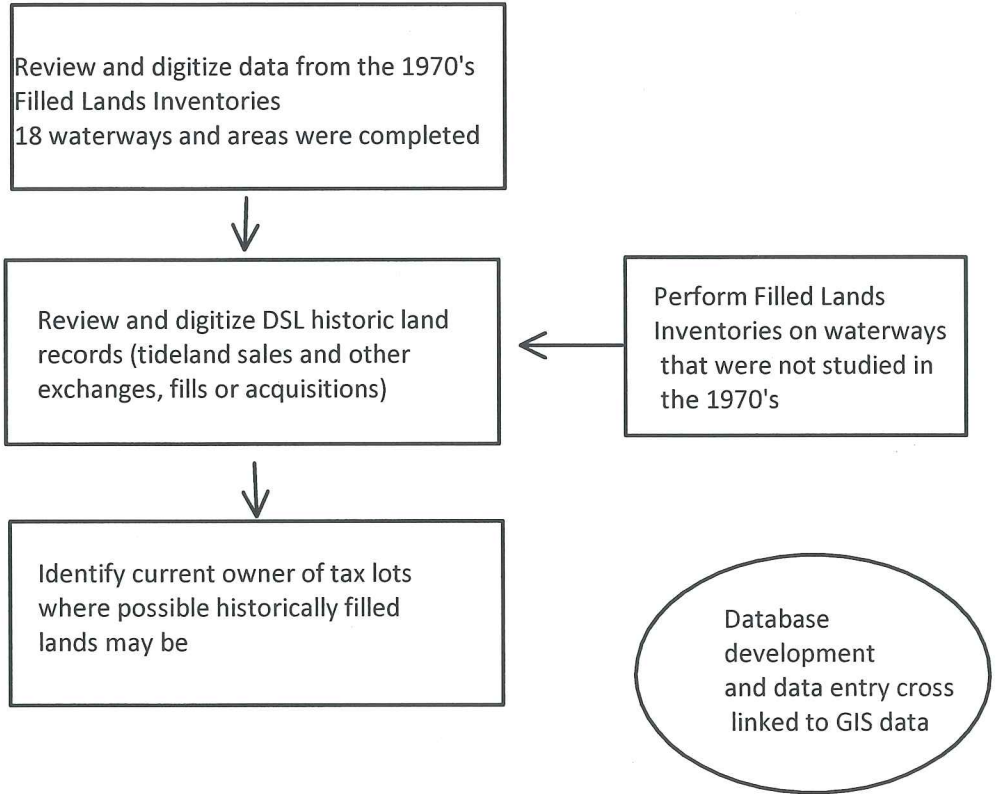 Review and digitize data from the 1970's
Filled Lands Inventories
18 waterways and areas were completed
Review and digitize DSL historic land
records (tideland sales and other
exchanges, fills or acquisitions)
Perform Filled Lands
Inventories on waterways
that were not studied in
the 1970's
Identify current owner of tax lots
where possible historically filled
lands may be
Database
development
and data entry cross
linked to GIS data